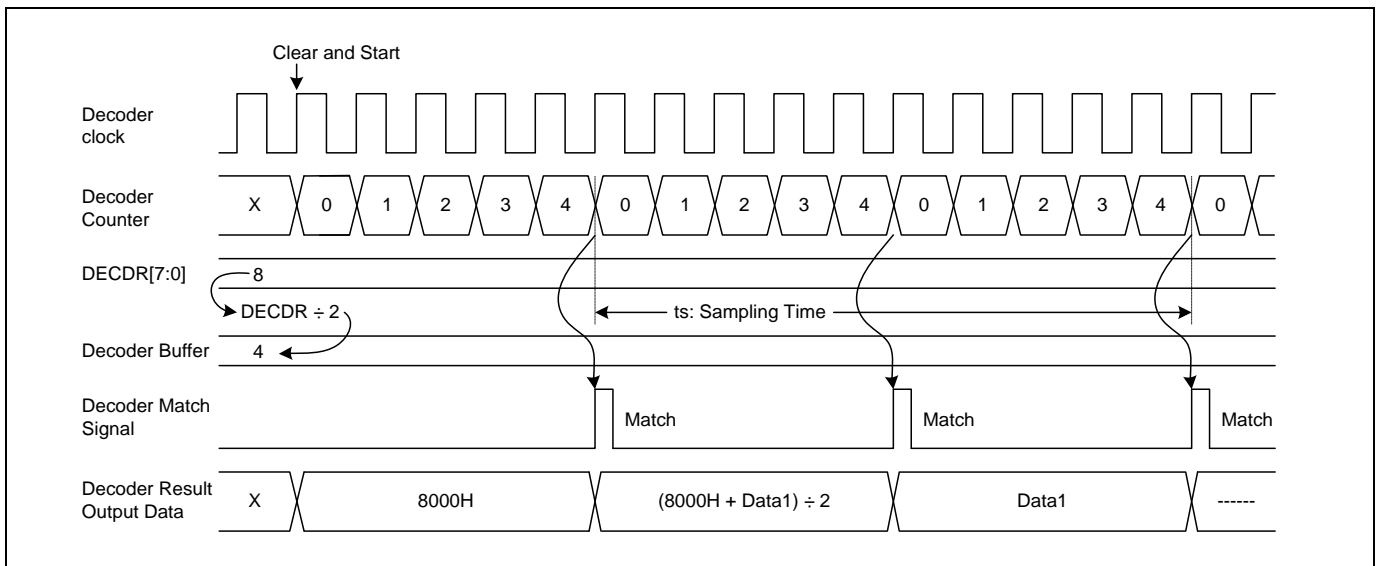 Clear and Start
Decoder
clock
Decoder
Counter
X 0 1 2 3 4 0 1 2 3 4 0 1 2 3 4 0
DECDR[7:0]
8
DECDR ÷ 2
ts: Sampling Time
Decoder Buffer
4
Decoder Match
Signal
Match Match Match
Decoder Result
Output Data
X 8000H (8000H + Data1) ÷ 2 Data1 ------